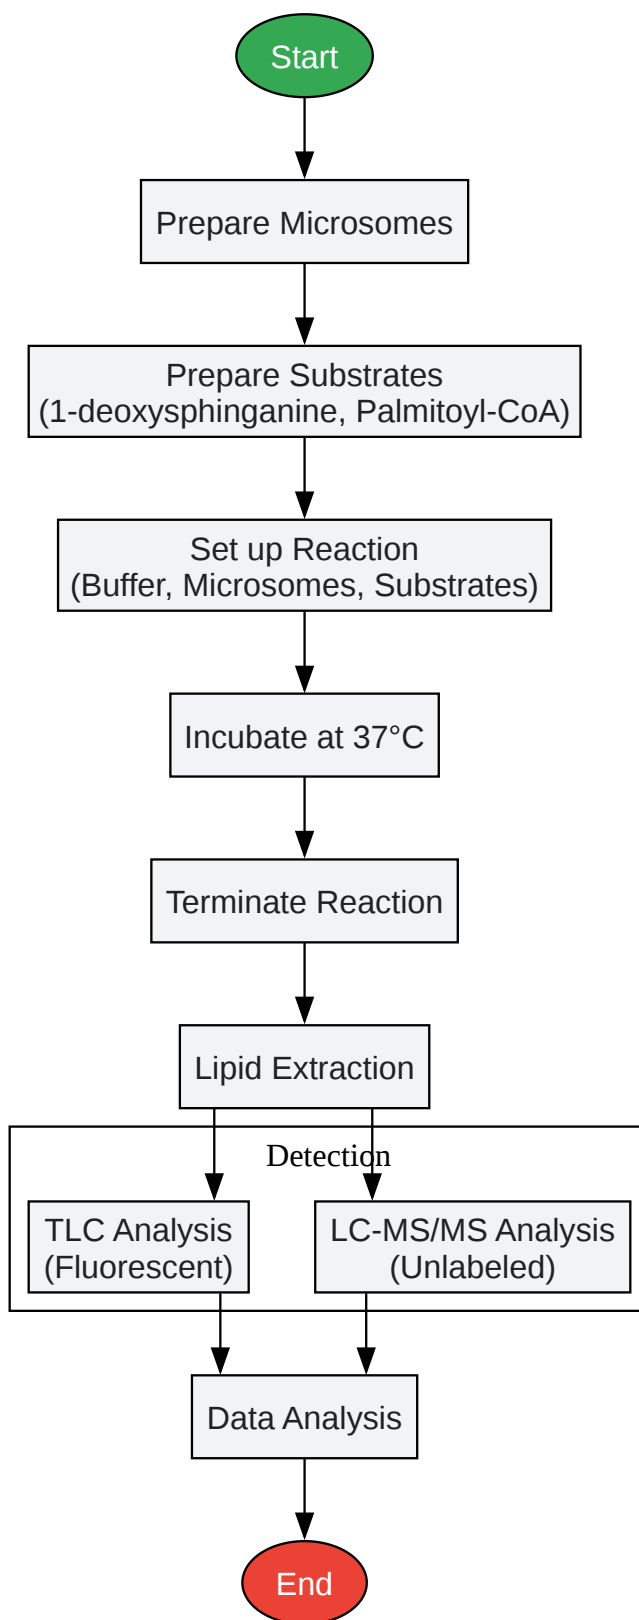 Start
Prepare Microsomes
Prepare Substrates
(1-deoxysphinganine, Palmitoyl-CoA)
Set up Reaction
(Buffer, Microsomes, Substrates)
Incubate at 37°C
Terminate Reaction
Lipid Extraction
Detection
TLC Analysis
(Fluorescent)
LC-MS/MS Analysis
(Unlabeled)
Data Analysis
End